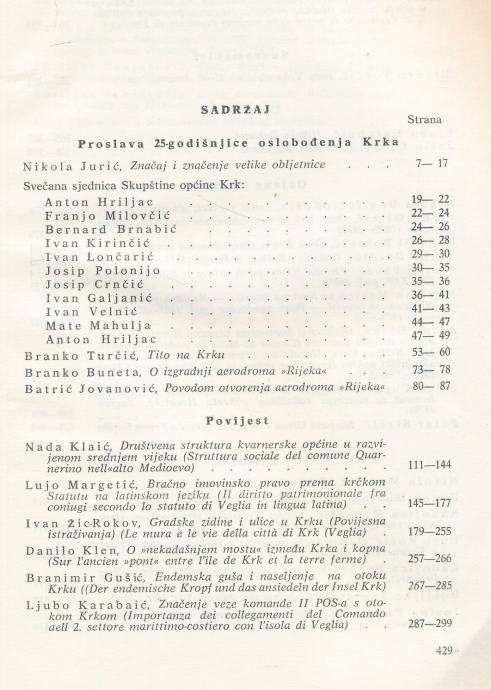 SADRŽAJ
Strana
Proslava 25-godišnjice oslobođenja Krka
Nikola Jurić, Značaj i značenje velike obljetnice . . . 7— 17
Svečana sjednica Skupštine općine Krk:
Anton Hriljac . . . . . . . . . . 19— 22
Franjo Milovčić . . . . . . . . . . 22— 24
Bernard Brnabić . . . . . . . . . . 24— 26
Ivan Kirinčić . . . . . . . . . . . 26— 28
Ivan Lončarić . . . . . . . . . . 29— 30
Josip Polonijo . . . . . . . . . . 30— 35
Josip Crnčić . . . . . . . . . . . 35— 36
Ivan Galjanić . . . . . . . . . . . 36— 41
Ivan Velnić . . . . . . . . . . . 41— 43
Mate Mahulja . . . . . . . . . . . 44— 47
Anton Hriljac . . . . . . . . . . 47— 49
Branko Turčić, Tito na Krku . . . . . . . . 53— 60
Branko Buneta, O izgradnji aerodroma »Rijeka« . . . 73— 78
Batrić Jovanović, Povodom otvorenja aerodroma »Rijeka« 80— 87
Povijest
Nada Klaić, Društvena struktura kvarnerske općine u razvi-
jenom srednjem vijeku (Struttura sociale del comune Quar-
nerino nell«alto Medioevo) . . . . . . . . . 111—144
Lujo Margetić, Bračno imovinsko pravo prema krčkom
Statutu na latinskom jeziku (Il diritto patrimonionale fra
coniugi secondo lo statuto di Veglia in lingua latina) . . 145—177
Ivan Žic-Rokov, Gradske zidine i ulice u Krku (Povijesna
istraživanja) (Le mura e le vie della città di Krk (Veglia) . 179—255
Danilo Klen, O »nekadašnjem mostu« između Krka i kopna
(Sur l'ancien »pont« entre l'île de Krk et la terre ferme) . 257—266
Branimir Gušić, Endemska guša i naseljenje na otoku
Krku ((Der endemische Kropf und das ansiedeln der Insel Krk) 267—285
Ljubo Karabaić, Značenje veze komande II POS-a s oto-
kom Krkom (Importanza dei collegamenti del Comando
aell 2. settore marittimo-costiero con l'isola di Veglia) . . 287—299
429